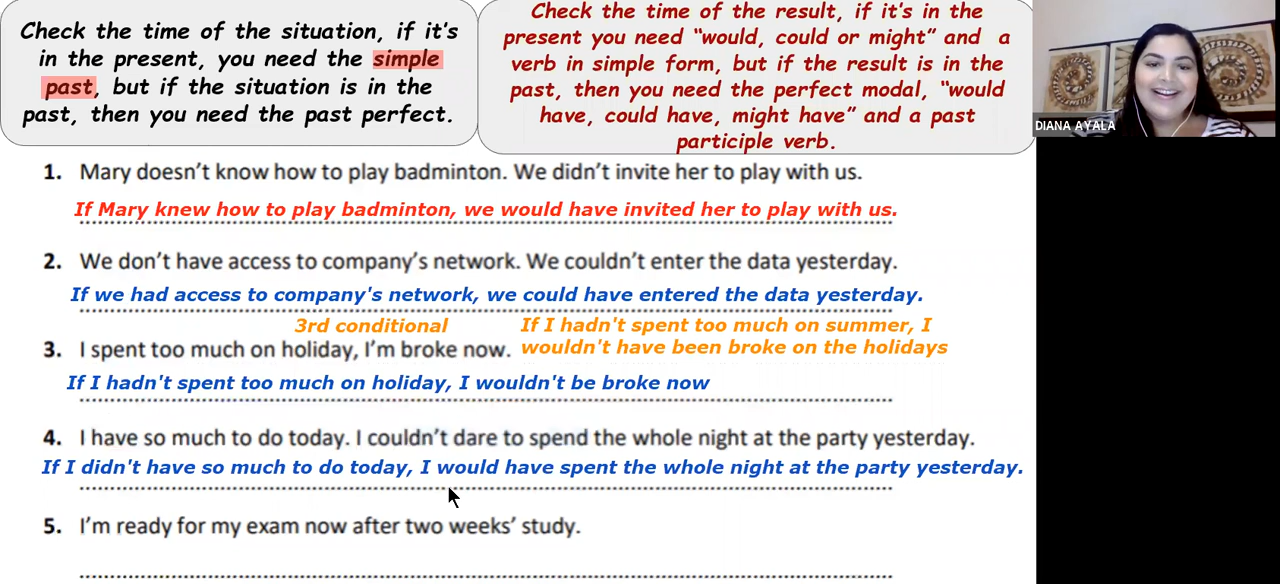 Check the time of the situation, if it's
in the present, you need the simple
past, but if the situation is in the
past, then you need the past perfect.
Check the time of the result, if it's in the
present you need “would, could or might” and a
verb in simple form, but if the result is in the
past, then you need the perfect modal, “would
have, could have, might have” and a past
participle verb.
DIANA AYALA
1. Mary doesn’t know how to play badminton. We didn’t invite her to play with us.
If Mary knew how to play badminton, we would have invited her to play with us.
2. We don’t have access to company’s network. We couldn’t enter the data yesterday.
If we had access to company's network, we could have entered the data yesterday.
3rd conditional
If I hadn't spent too much on summer, I
wouldn't have been broke on the holidays
3. I spent too much on holiday, I’m broke now.
If I hadn't spent too much on holiday, I wouldn't be broke now
4. I have so much to do today. I couldn’t dare to spend the whole night at the party yesterday.
If I didn't have so much to do today, I would have spent the whole night at the party yesterday.
5. I’m ready for my exam now after two weeks’ study.